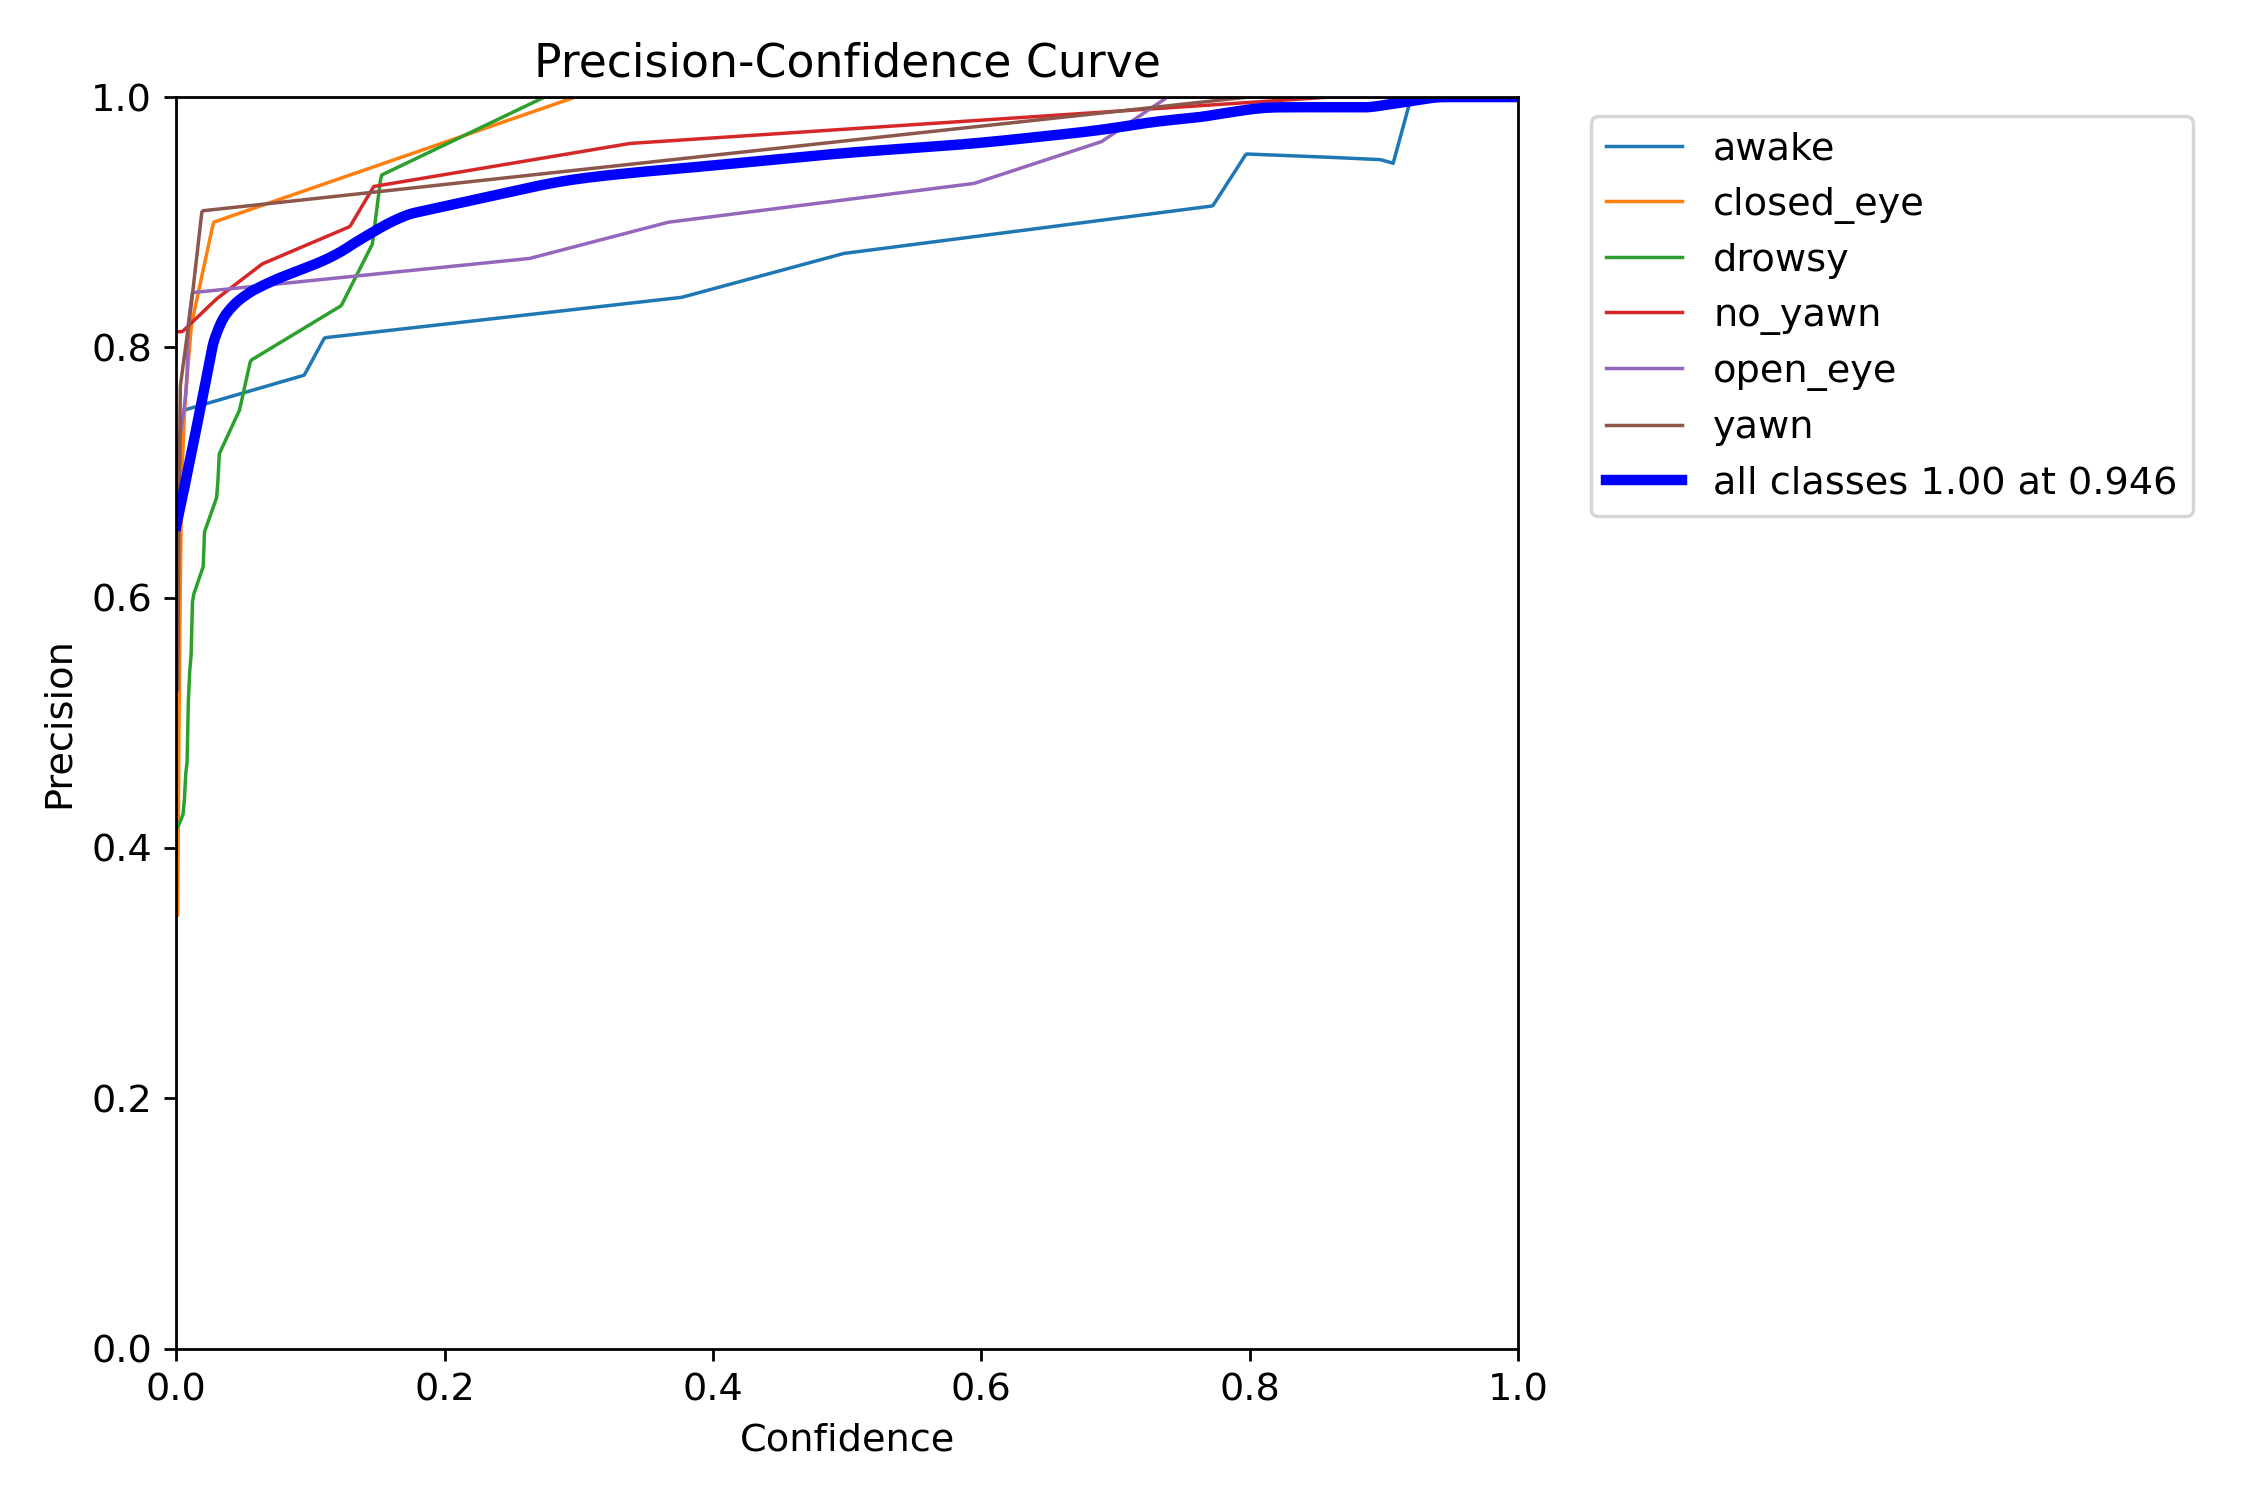 Precision-Confidence Curve
1.0
0.8
0.6
0.4
0.2
0.0
Precision
0.0 0.2 0.4 0.6 0.8 1.0
Confidence
awake
closed_eye
drowsy
no_yawn
open_eye
yawn
all classes 1.00 at 0.946